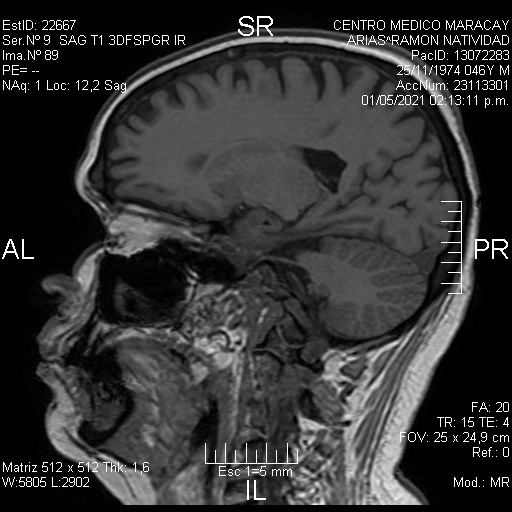 EstID: 22667
Ser.Nº 9 SAG T1 3DFSPGR IR
Ima.Nº 89
PE= --
NAq: 1 Loc: 12,2 Sag
SR
CENTRO MEDICO MARACAY
ARIAS^RAMON NATIVIDAD
PacID: 13072283
25/11/1974 046Y M
AccNum: 23113301
01/05/2021 02:13:11 p.m.
AL
PR
FA: 20
TR: 15 TE: 4
FOV: 25 x 24,9 cm
Ref.: 0
Matriz 512 x 512 Thk: 1,6
W:5805 L:2902
Esc 1=5 mm
IL
Mod.: MR